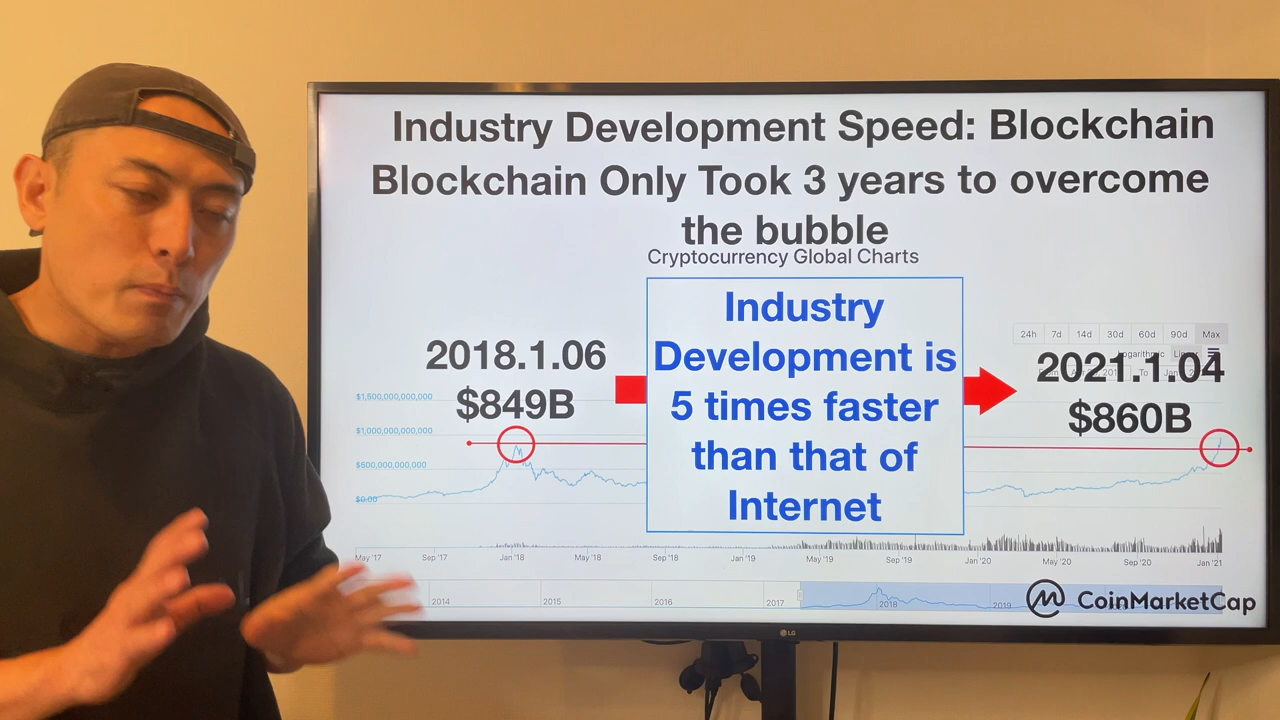 Industry Development Speed: Blockchain
Blockchain Only Took 3 years to overcome
the bubble
Cryptocurrency Global Charts
Industry
Development is
5 times faster
than that of
Internet
2018.1.06
$849B
24h 7d 14d 30d 60d 90d Max
2021.1.04
$860B
$1,500,000,000,000
$1,000,000,000,000
$500,000,000,000
$0.00
May '17 Sep '17 Jan '18 May '18 Sep '18 Jan '19 May '19 Sep '19 Jan '20 May '20 Sep '20 Jan '21
2014 2015 2016 2017 2018 2019
CoinMarketCap
LG